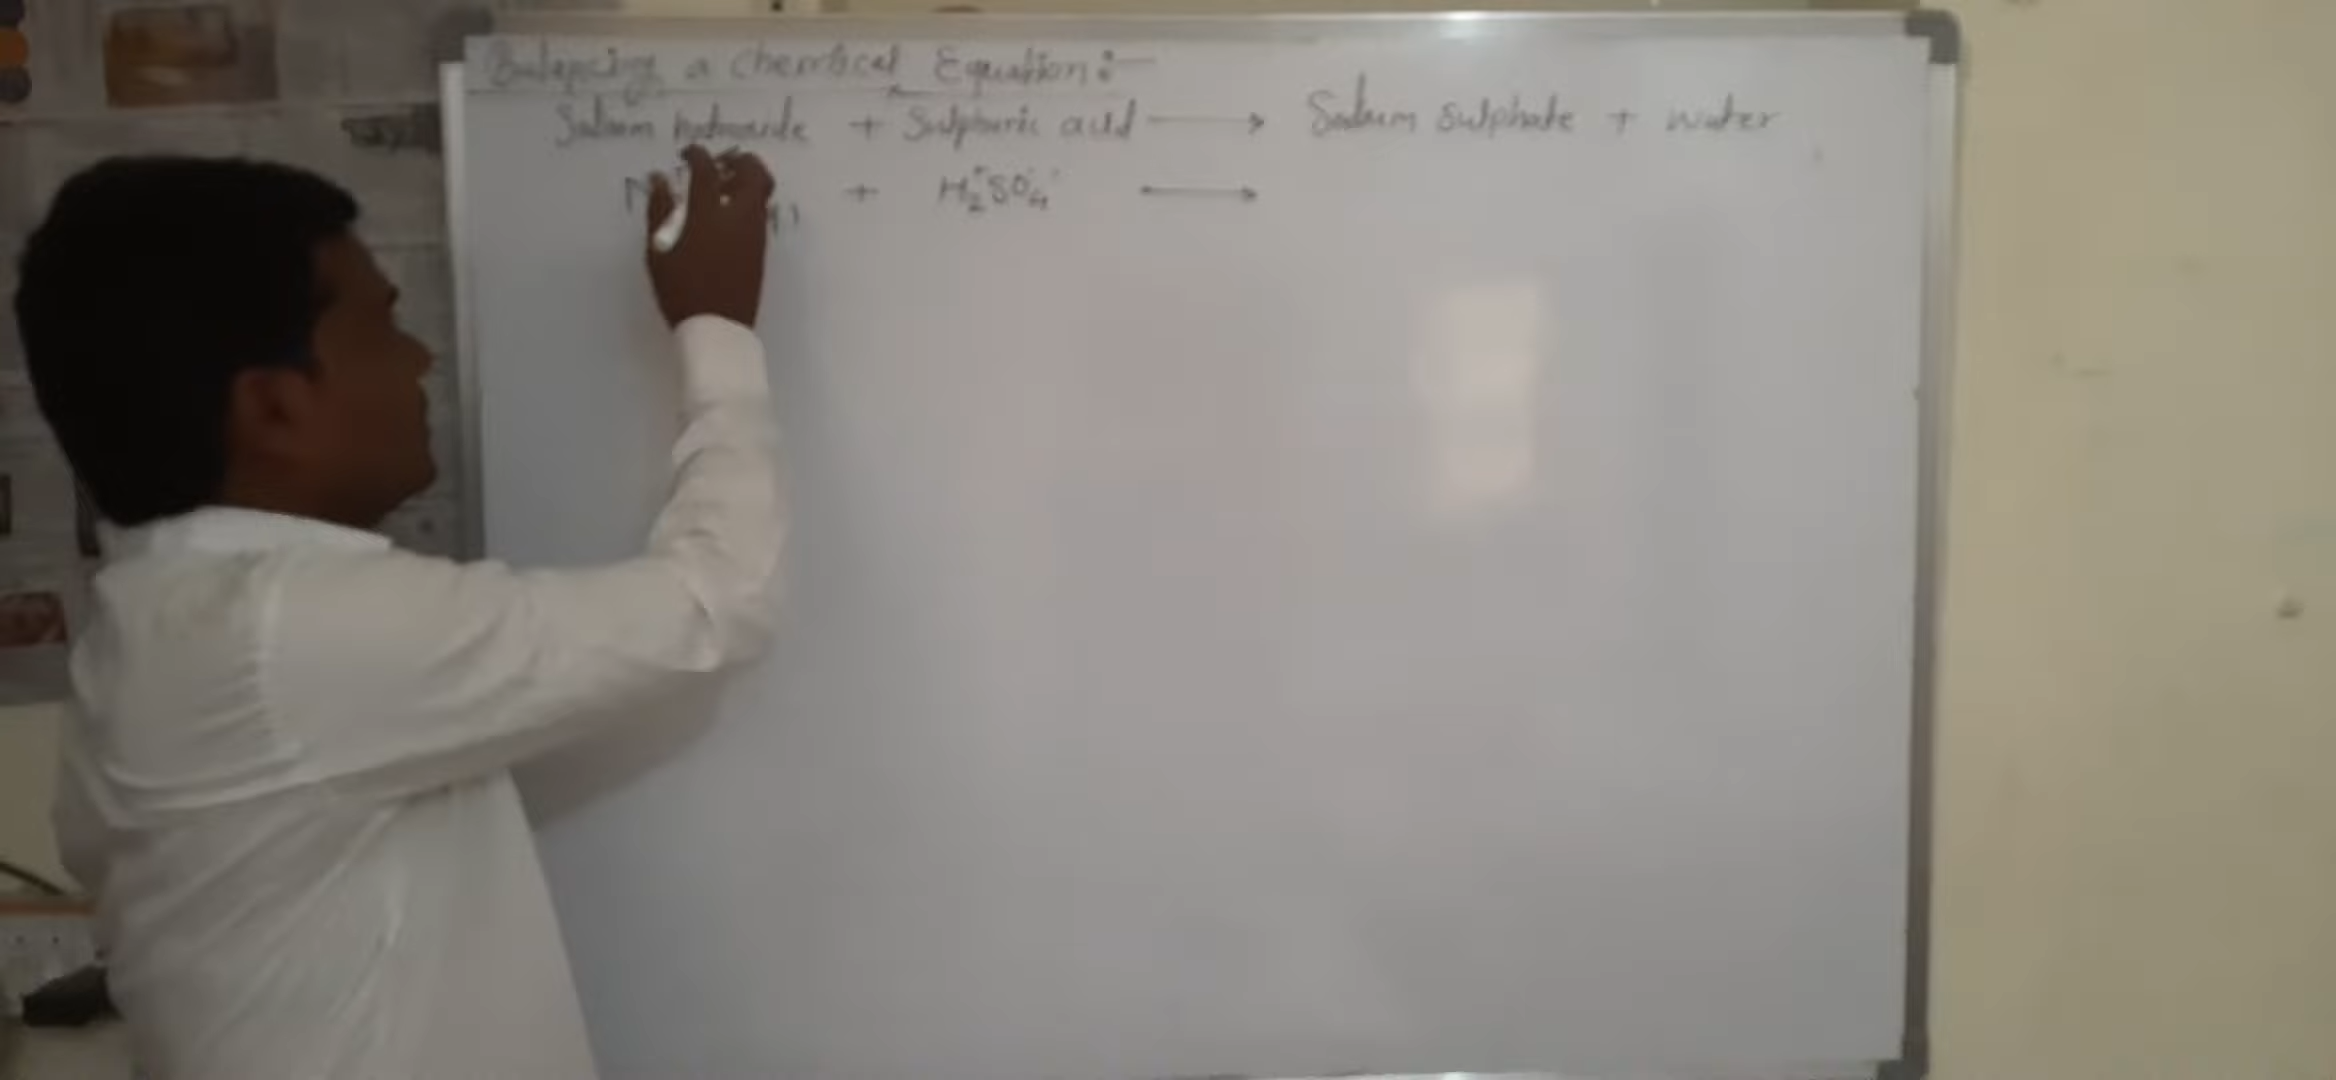 Balancing a chemical Equation:-
Sodium hydroxide + Sulphuric acid → Sodium sulphate + water
N + H₂SO₄ →